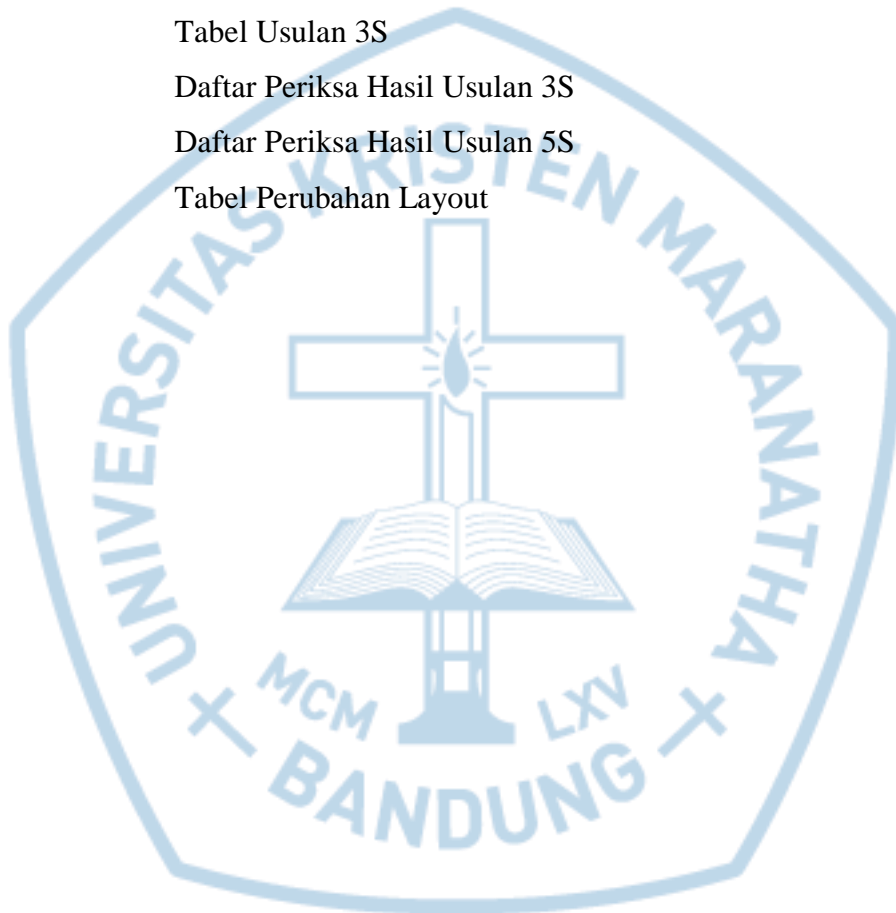 Tabel Usulan 3S
Daftar Periksa Hasil Usulan 3S
Daftar Periksa Hasil Usulan 5S
Tabel Perubahan Layout
UNIVERSITAS KRISTEN MARANATHA
MCM LXV
BANDUNG